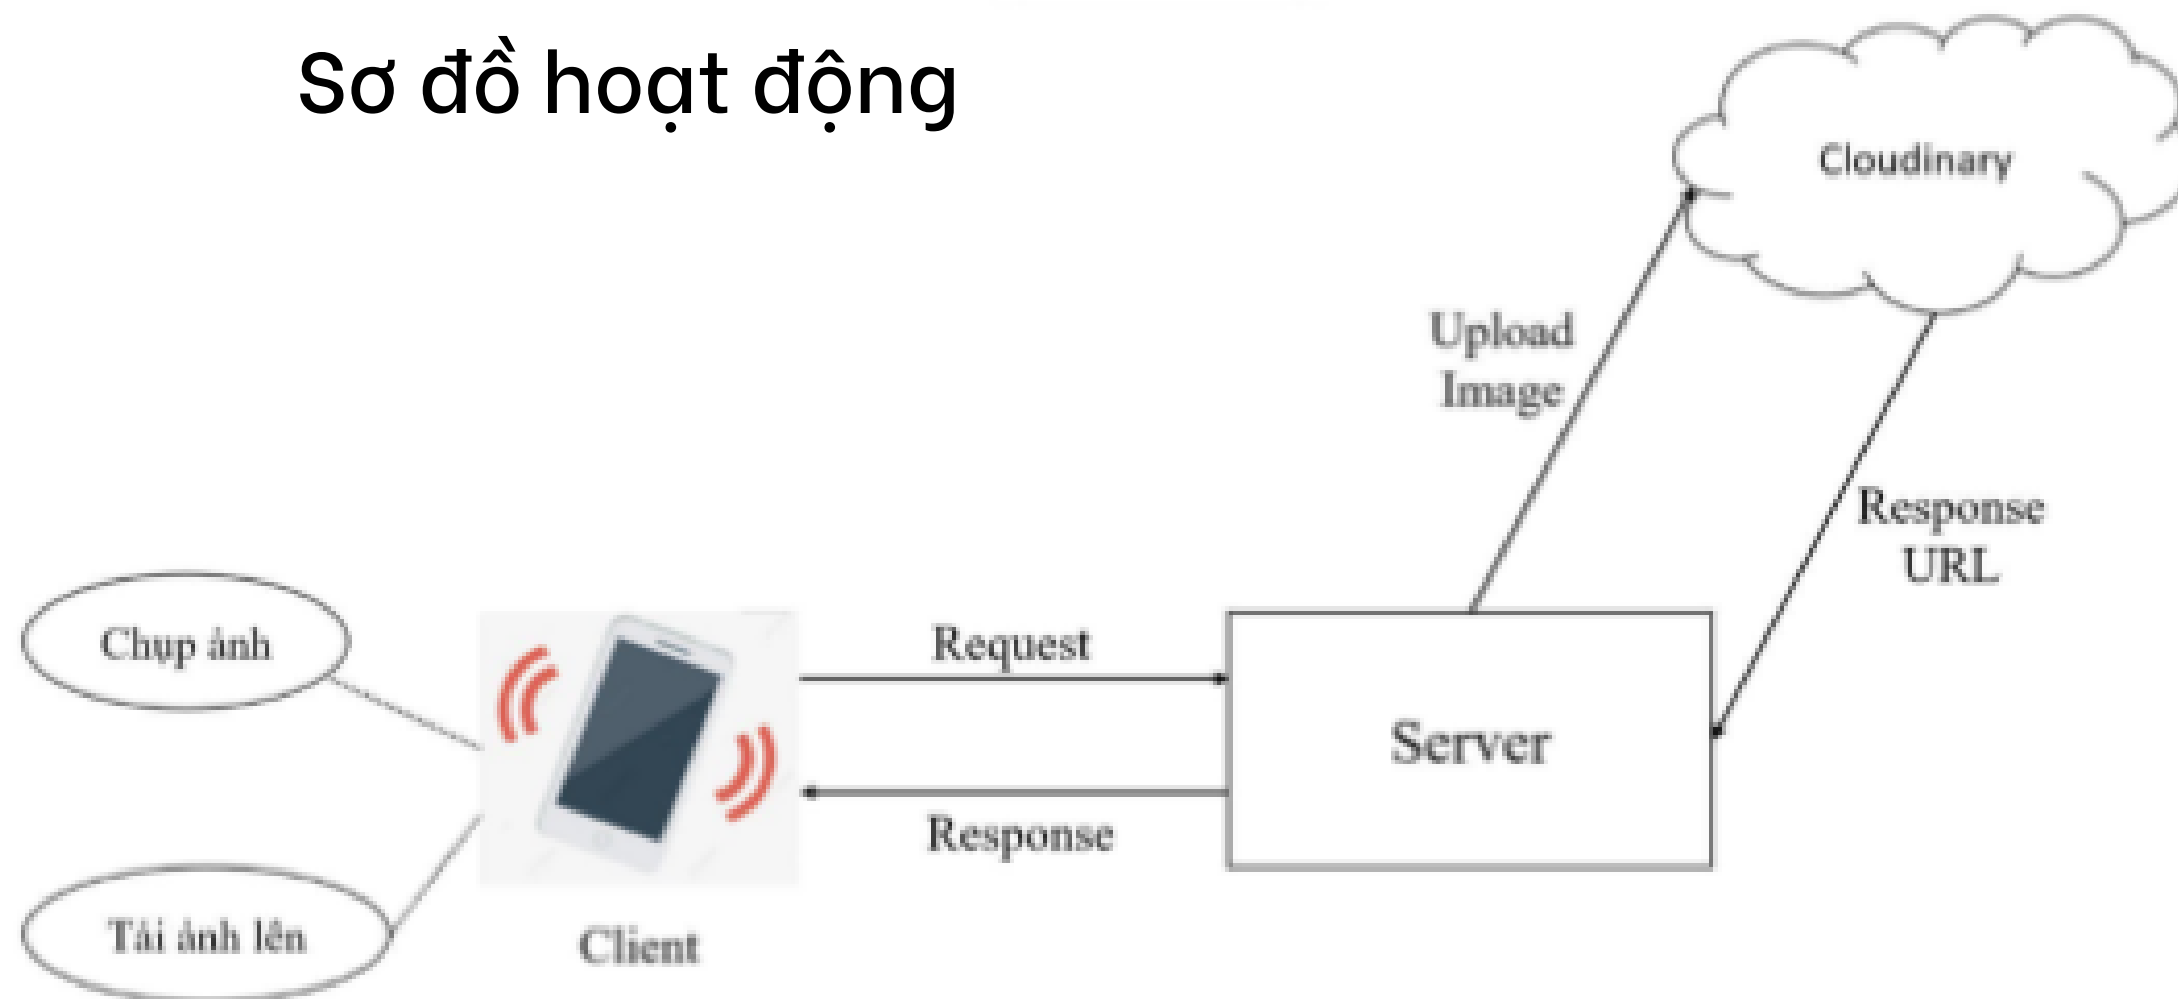 Sơ đồ hoạt động
Cloudinary
Upload
Image
Response
URL
Chụp ảnh
Request
Server
Response
Tải ảnh lên
Client